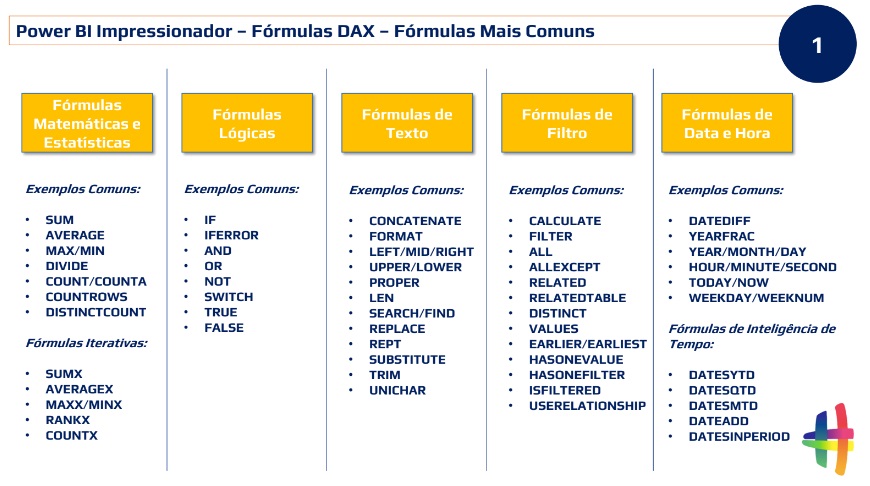 Power BI Impressionador – Fórmulas DAX – Fórmulas Mais Comuns
1
Fórmulas
Matemáticas e
Estatísticas
Exemplos Comuns:
• SUM
• AVERAGE
• MAX/MIN
• DIVIDE
• COUNT/COUNTA
• COUNTROWS
• DISTINCTCOUNT
Fórmulas Iterativas:
• SUMX
• AVERAGEX
• MAXX/MINX
• RANKX
• COUNTX
Fórmulas
Lógicas
Exemplos Comuns:
• IF
• IFERROR
• AND
• OR
• NOT
• SWITCH
• TRUE
• FALSE
Fórmulas de
Texto
Exemplos Comuns:
• CONCATENATE
• FORMAT
• LEFT/MID/RIGHT
• UPPER/LOWER
• PROPER
• LEN
• SEARCH/FIND
• REPLACE
• REPT
• SUBSTITUTE
• TRIM
• UNICHAR
Fórmulas de
Filtro
Exemplos Comuns:
• CALCULATE
• FILTER
• ALL
• ALLEXCEPT
• RELATED
• RELATEDTABLE
• DISTINCT
• VALUES
• EARLIER/EARLIEST
• HASONEVALUE
• HASONEFILTER
• ISFILTERED
• USERELATIONSHIP
Fórmulas de
Data e Hora
Exemplos Comuns:
• DATEDIFF
• YEARFRAC
• YEAR/MONTH/DAY
• HOUR/MINUTE/SECOND
• TODAY/NOW
• WEEKDAY/WEEKNUM
Fórmulas de Inteligência de
Tempo:
• DATESYTD
• DATESQTD
• DATESMTD
• DATEADD
• DATESINPERIOD